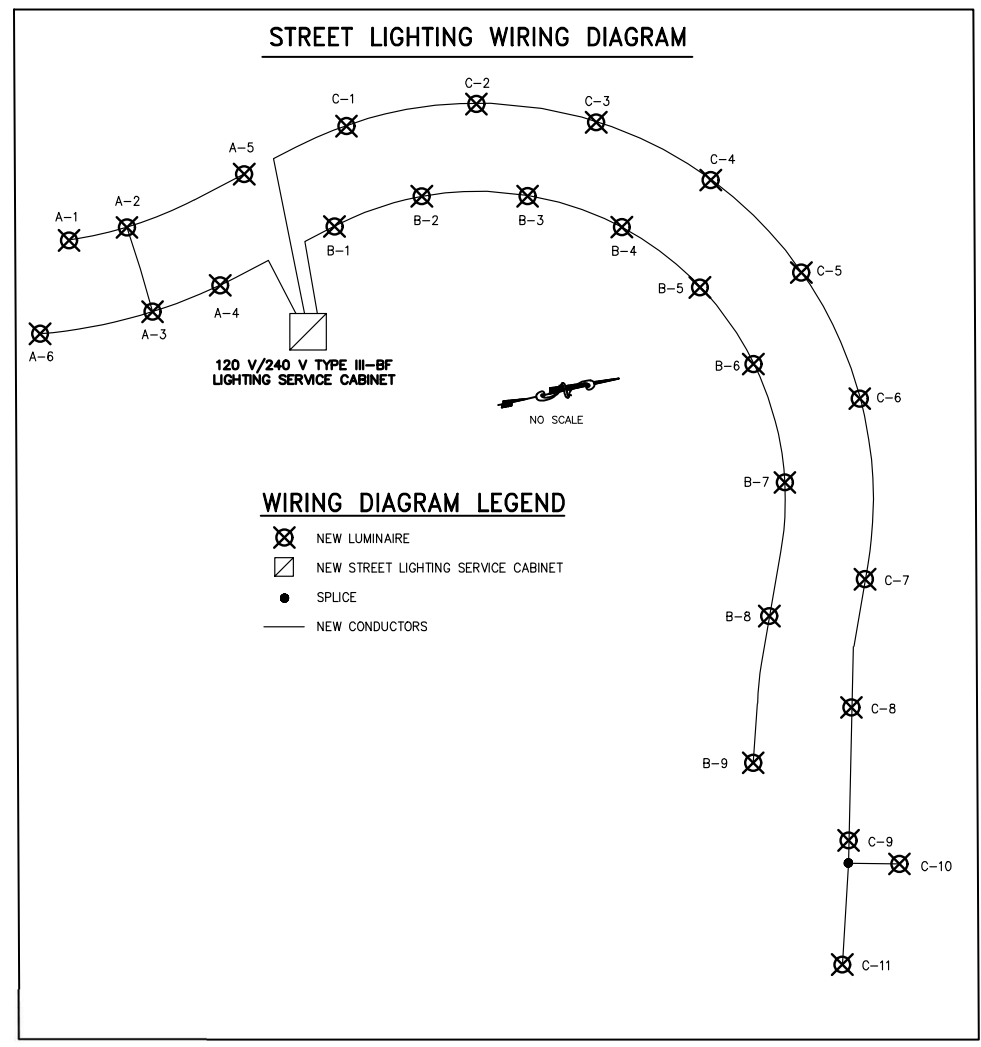 STREET LIGHTING WIRING DIAGRAM
C-2
C-1
C-3
A-5
C-4
A-1
A-2
B-1
B-2
B-3
B-4
C-5
B-5
A-4
A-3
A-6
120 V/240 V TYPE III-BF
LIGHTING SERVICE CABINET
B-6
C-6
NO SCALE
B-7
WIRING DIAGRAM LEGEND
NEW LUMINAIRE
NEW STREET LIGHTING SERVICE CABINET
SPLICE
NEW CONDUCTORS
C-7
B-8
C-8
B-9
C-9
C-10
C-11